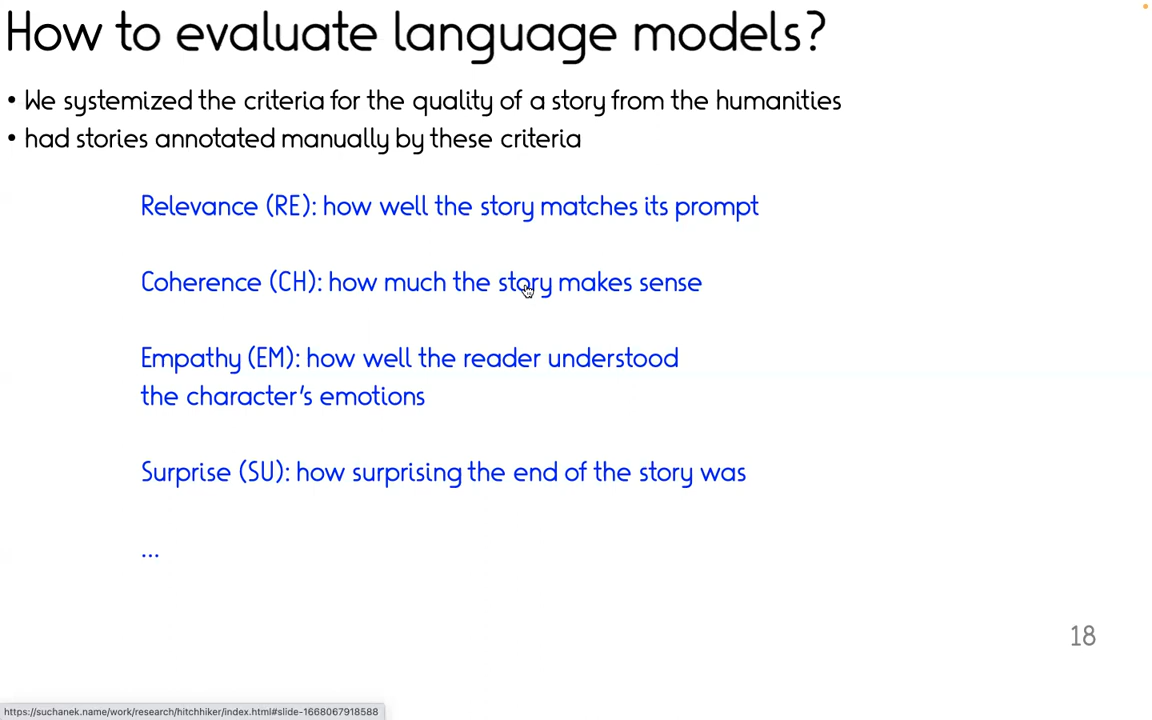 How to evaluate language models?
• We systemized the criteria for the quality of a story from the humanities
• had stories annotated manually by these criteria
Relevance (RE): how well the story matches its prompt
Coherence (CH): how much the story makes sense
Empathy (EM): how well the reader understood
the character's emotions
Surprise (SU): how surprising the end of the story was
...
18
https://suchanek.name/work/research/hitchhiker/index.html#slide-1668067918588